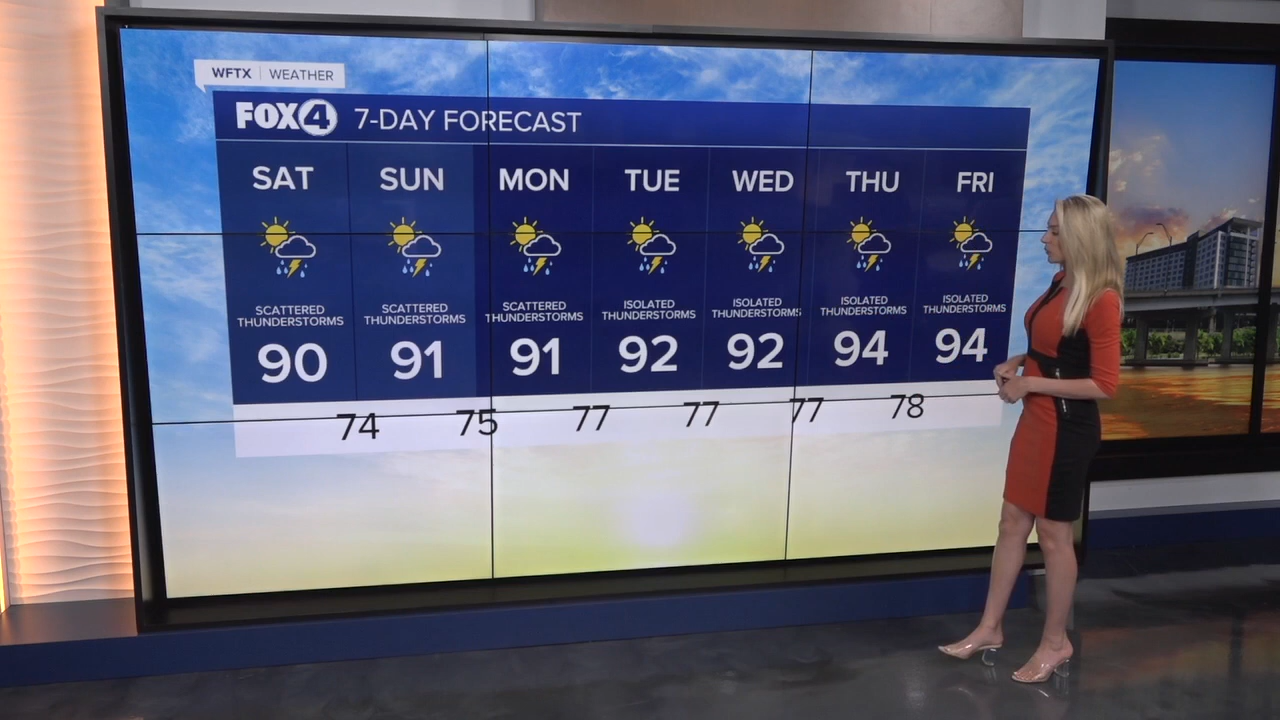 WFTX | WEATHER
FOX 4 7-DAY FORECAST
SAT SUN MON TUE WED THU FRI
SCATTERED THUNDERSTORMS
SCATTERED THUNDERSTORMS
SCATTERED THUNDERSTORMS
ISOLATED THUNDERSTORMS
ISOLATED THUNDERSTORMS
ISOLATED THUNDERSTORMS
ISOLATED THUNDERSTORMS
90 91 91 92 92 94 94
74 75 77 77 77 78